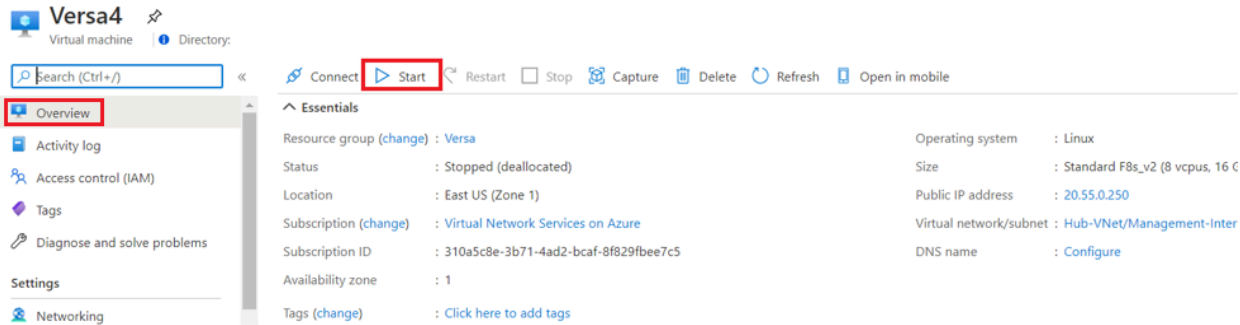 Versa4
Virtual machine
Directory:
Search (Ctrl+/)
«
Connect Start Restart Stop Capture Delete Refresh Open in mobile
Overview
Activity log
Access control (IAM)
Tags
Diagnose and solve problems
Settings
Networking
Essentials
Resource group (change) : Versa
Status : Stopped (deallocated)
Location : East US (Zone 1)
Subscription (change) : Virtual Network Services on Azure
Subscription ID : 310a5c8e-3b71-4ad2-bcaf-8f829fbee7c5
Availability zone : 1
Tags (change) : Click here to add tags
Operating system : Linux
Size : Standard F8s_v2 (8 vcpus, 16 G
Public IP address : 20.55.0.250
Virtual network/subnet : Hub-VNet/Management-Inter
DNS name : Configure